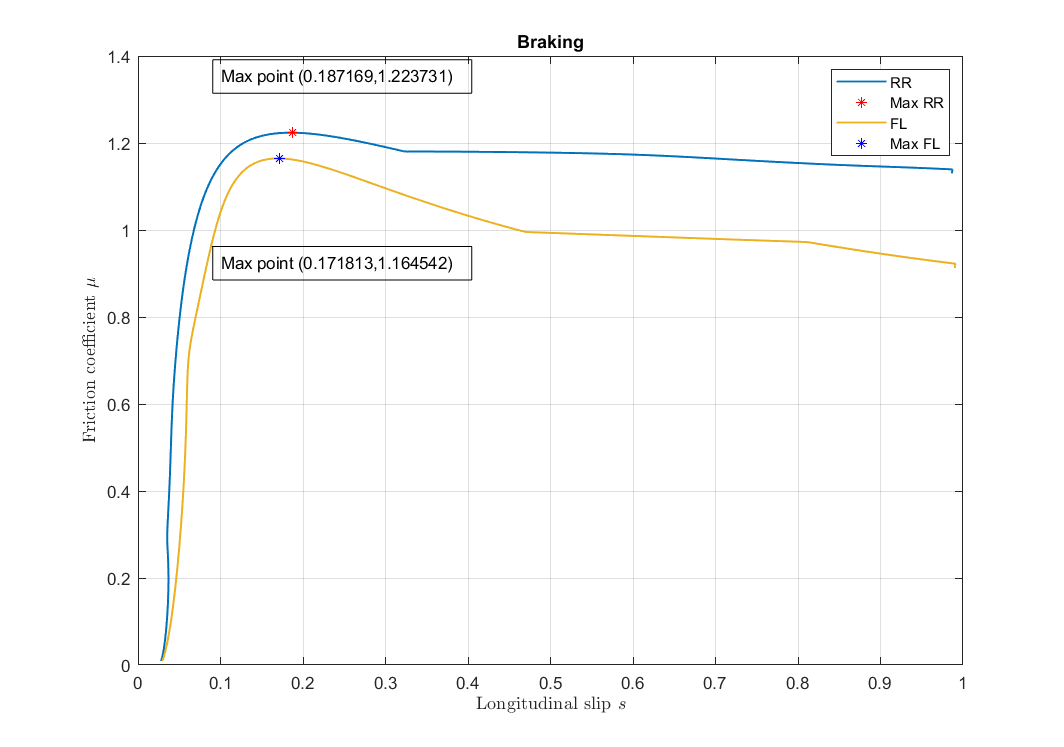 Braking
Max point (0.187169,1.223731)
RR
Max RR
FL
Max FL
Max point (0.171813,1.164542)
Friction coefficient μ
1.4
1.2
1
0.8
0.6
0.4
0.2
0
0 0.1 0.2 0.3 0.4 0.5 0.6 0.7 0.8 0.9 1
Longitudinal slip s